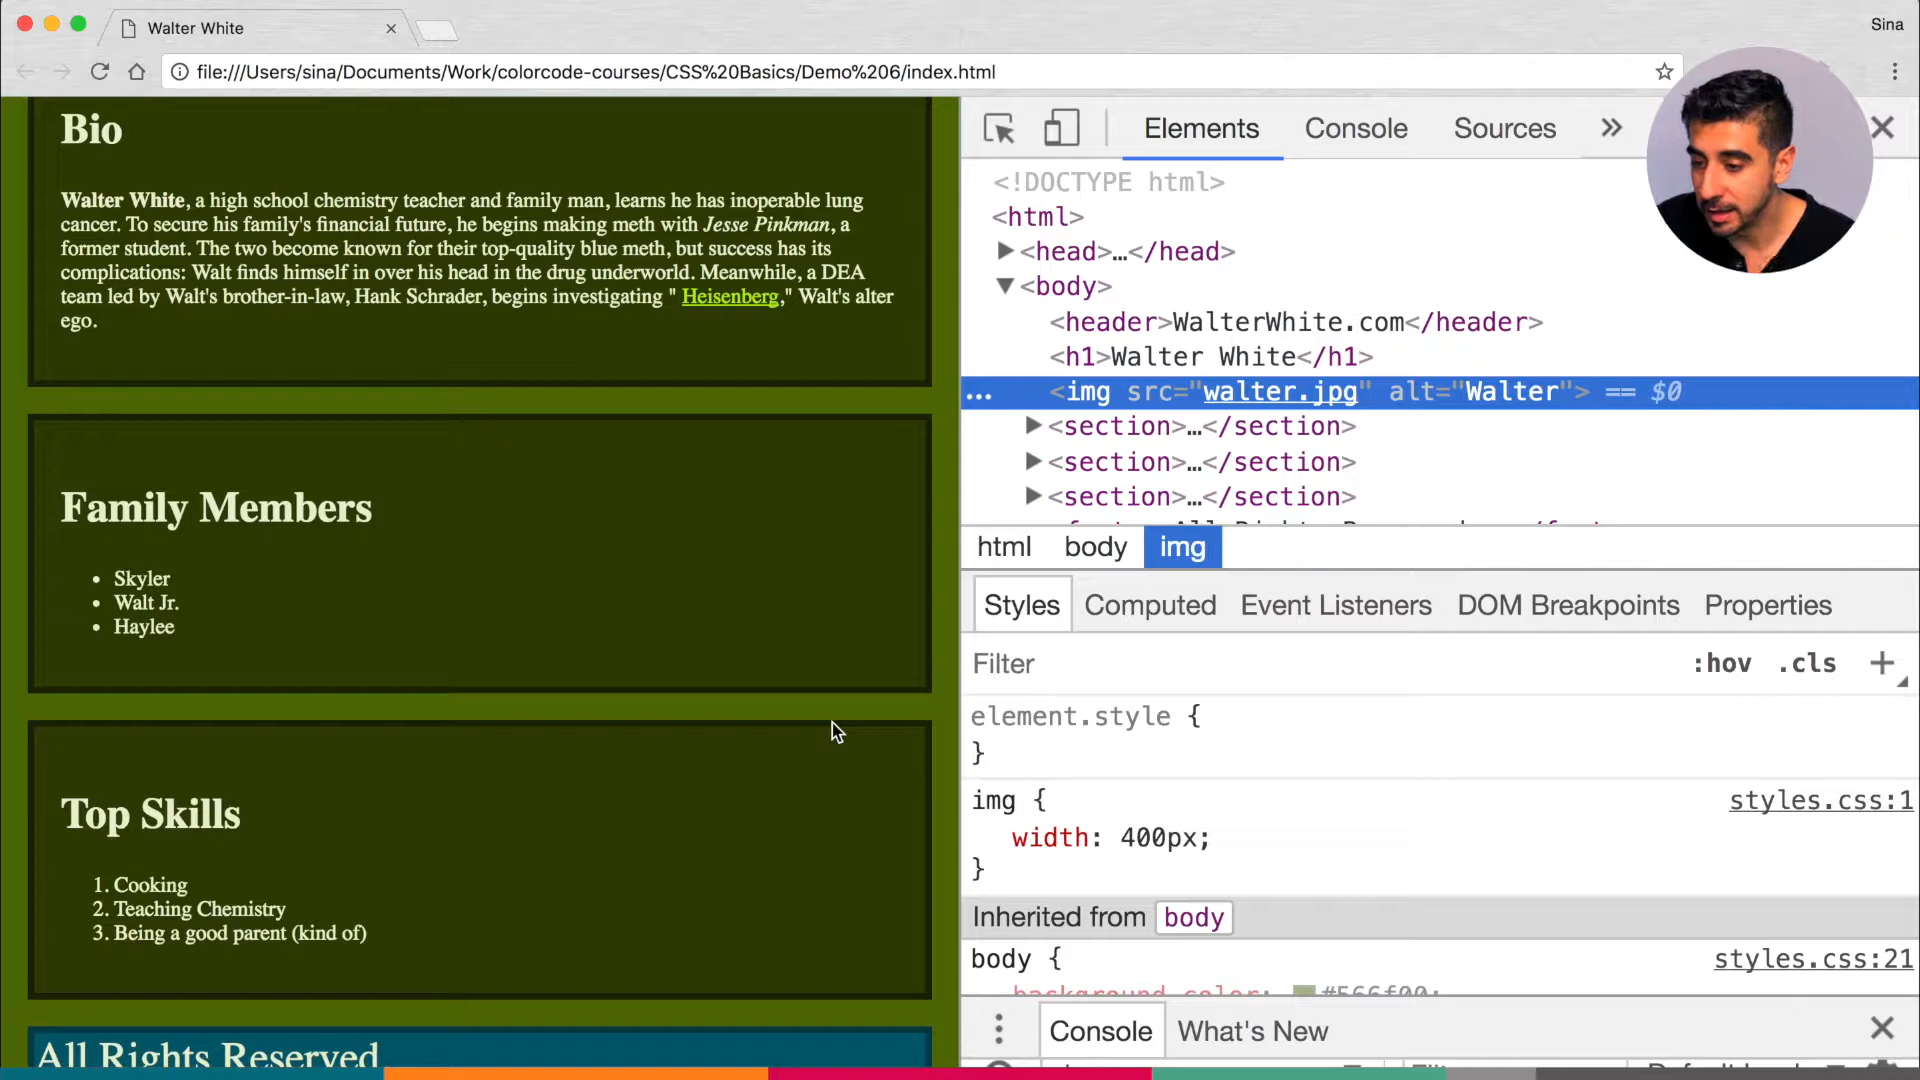 Walter White
Sina
file:///Users/sina/Documents/Work/colorcode-courses/CSS%20Basics/Demo%206/index.html
Bio
Walter White, a high school chemistry teacher and family man, learns he has inoperable lung
cancer. To secure his family's financial future, he begins making meth with Jesse Pinkman, a
former student. The two become known for their top-quality blue meth, but success has its
complications: Walt finds himself in over his head in the drug underworld. Meanwhile, a DEA
team led by Walt's brother-in-law, Hank Schrader, begins investigating " Heisenberg," Walt's alter
ego.
Family Members
• Skyler
• Walt Jr.
• Haylee
Top Skills
1. Cooking
2. Teaching Chemistry
3. Being a good parent (kind of)
All Rights Reserved
Elements Console Sources »
<!DOCTYPE html>
<html>
▶<head>…</head>
▼<body>
<header>WalterWhite.com</header>
<h1>Walter White</h1>
… <img src="walter.jpg" alt="Walter"> == $0
▶<section>…</section>
▶<section>…</section>
▶<section>…</section>
html body img
Styles Computed Event Listeners DOM Breakpoints Properties
Filter :hov .cls +
element.style {
}
img { styles.css:1
width: 400px;
}
Inherited from body
body { styles.css:21
background-color: #566f00;
Console What's New